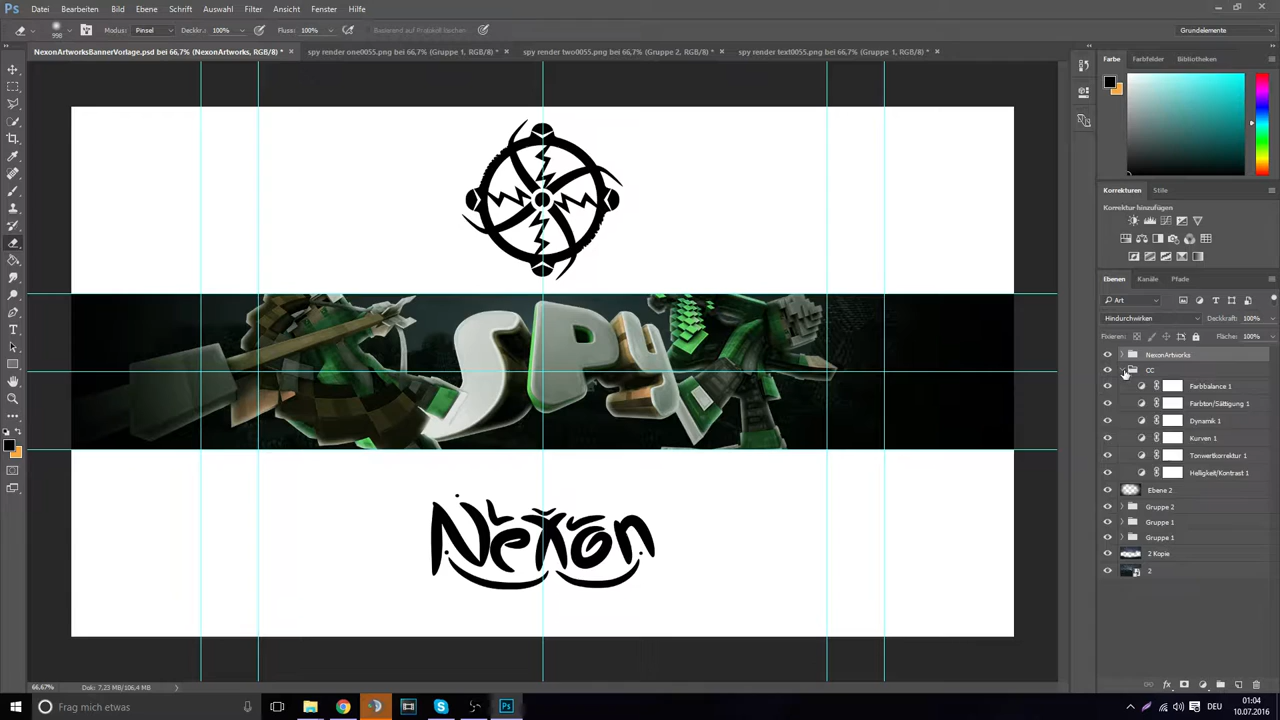 Ps Datei Bearbeiten Bild Ebene Schrift Auswahl Filter Ansicht Fenster Hilfe
998 Modus: Pinsel Deckkr.: 100% Fluss: 100% Basierend auf Protokoll löschen Grundelemente
NexonArtworksBannerVorlage.psd bei 66,7% (NexonArtworks, RGB/8) * × spy render one0055.png bei 66,7% (Gruppe 1, RGB/8) * × spy render two0055.png bei 66,7% (Gruppe 2, RGB/8) * × spy render text0055.png bei 66,7% (Gruppe 1, RGB/8) * ×
Farbe Farbfelder Bibliotheken
Korrekturen Stile
Korrektur hinzufügen
Ebenen Kanäle Pfade
Art
Hindurchwirken Deckkraft: 100%
Fixieren: Fläche: 100%
NexonArtworks
CC
Farbbalance 1
Farbton/Sättigung 1
Dynamik 1
Kurven 1
Tonwertkorrektur 1
Helligkeit/Kontrast 1
Ebene 2
Gruppe 2
Gruppe 1
Gruppe 1
2 Kopie
2
SPY
Nexon
66,67% Dok: 7,23 MB/106,4 MB
Frag mich etwas
Ps
DEU
01:04
10.07.2016